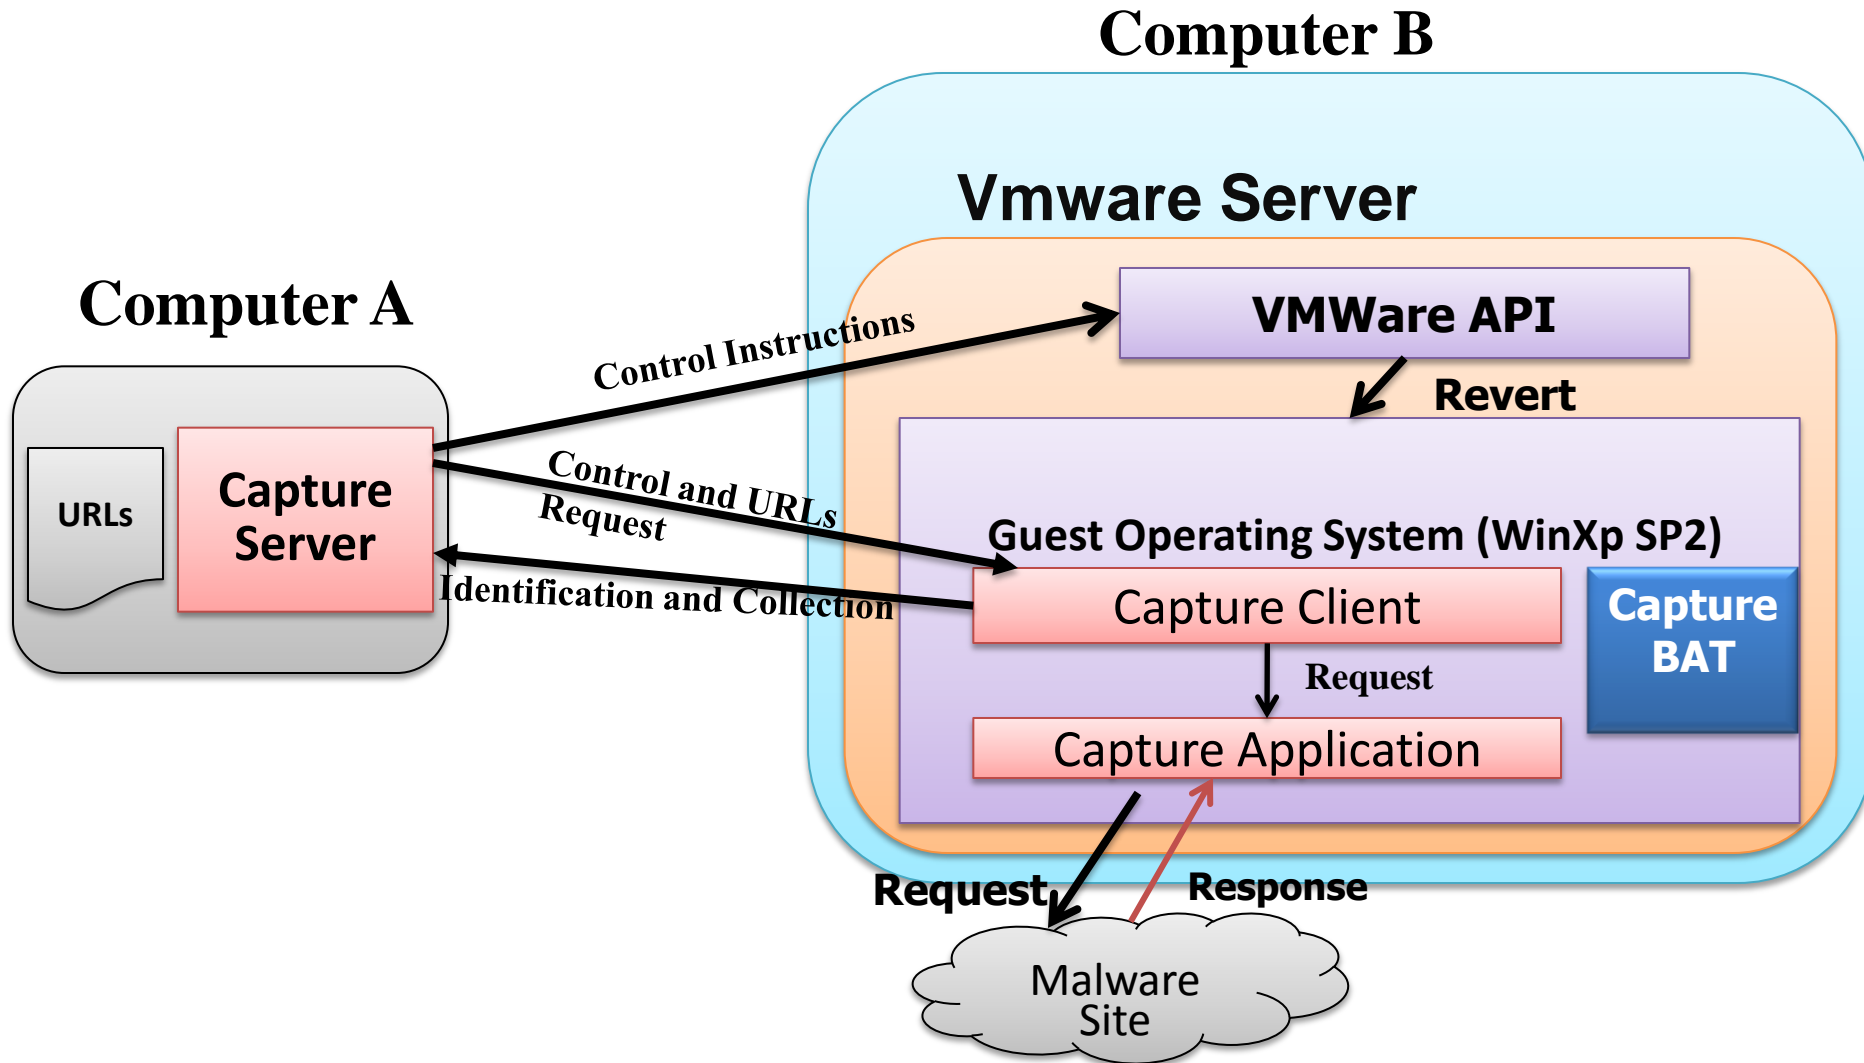 Computer B
Vmware Server
Computer A
VMWare API
Control Instructions
Revert
URLs
Capture
Server
Control and URLs
Request
Guest Operating System (WinXp SP2)
Identification and Collection
Capture Client
Capture
BAT
Request
Capture Application
Request
Response
Malware
Site